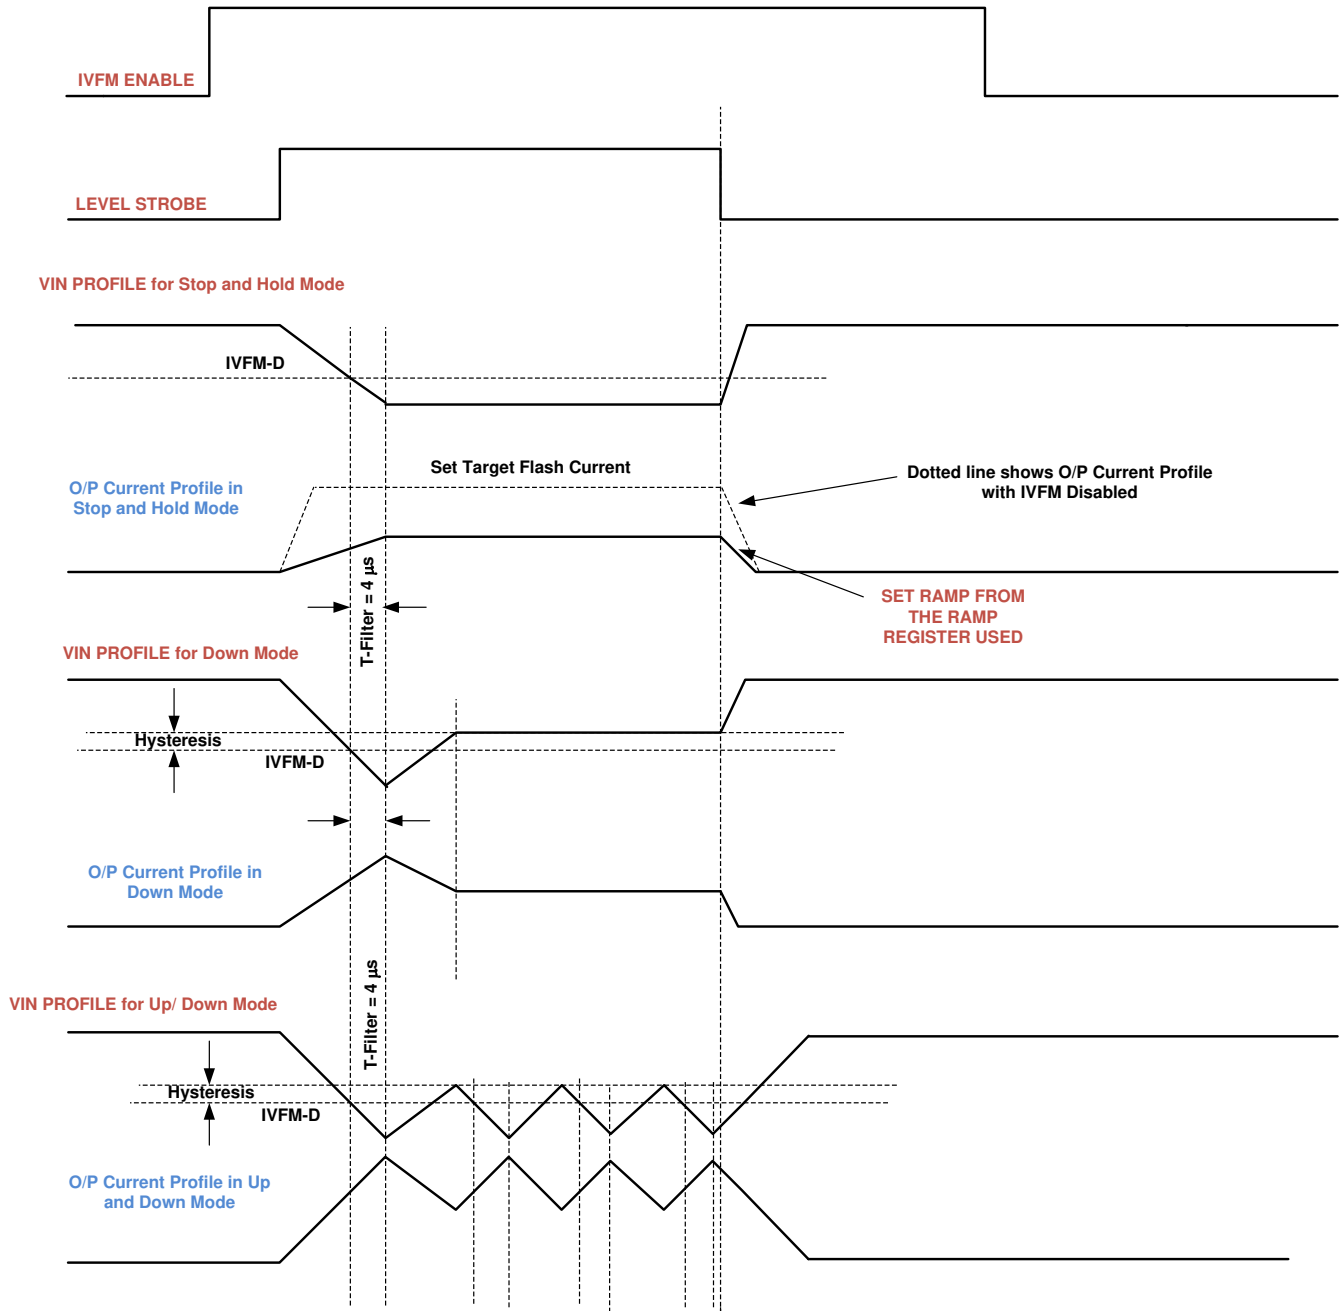 IVFM ENABLE
LEVEL STROBE
VIN PROFILE for Stop and Hold Mode
IVFM-D
Set Target Flash Current
O/P Current Profile in
Stop and Hold Mode
Dotted line shows O/P Current Profile
with IVFM Disabled
T-Filter = 4 µs
SET RAMP FROM
THE RAMP
REGISTER USED
VIN PROFILE for Down Mode
Hysteresis
IVFM-D
O/P Current Profile in
Down Mode
T-Filter = 4 µs
VIN PROFILE for Up/ Down Mode
Hysteresis
IVFM-D
O/P Current Profile in Up
and Down Mode